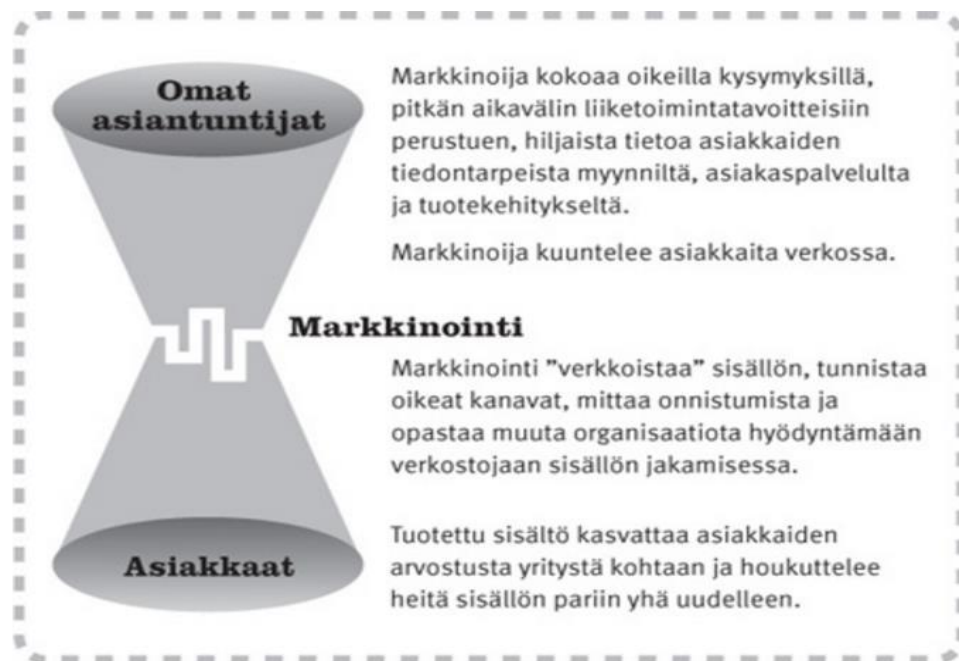 Omat
asiantuntijat
Markkinoija kokoaa oikeilla kysymyksillä,
pitkän aikavälin liiketoimintatavoitteisiin
perustuen, hiljaista tietoa asiakkaiden
tiedontarpeista myynniltä, asiakaspalvelulta
ja tuotekehitykseltä.
Markkinoija kuuntelee asiakkaita verkossa.
Markkinointi
Markkinointi ”verkkoistaa” sisällön, tunnistaa
oikeat kanavat, mittaa onnistumista ja
opastaa muuta organisaatiota hyödyntämään
verkostojaan sisällön jakamisessa.
Asiakkaat
Tuotettu sisältö kasvattaa asiakkaiden
arvostusta yritystä kohtaan ja houkuttelee
heitä sisällön pariin yhä uudelleen.